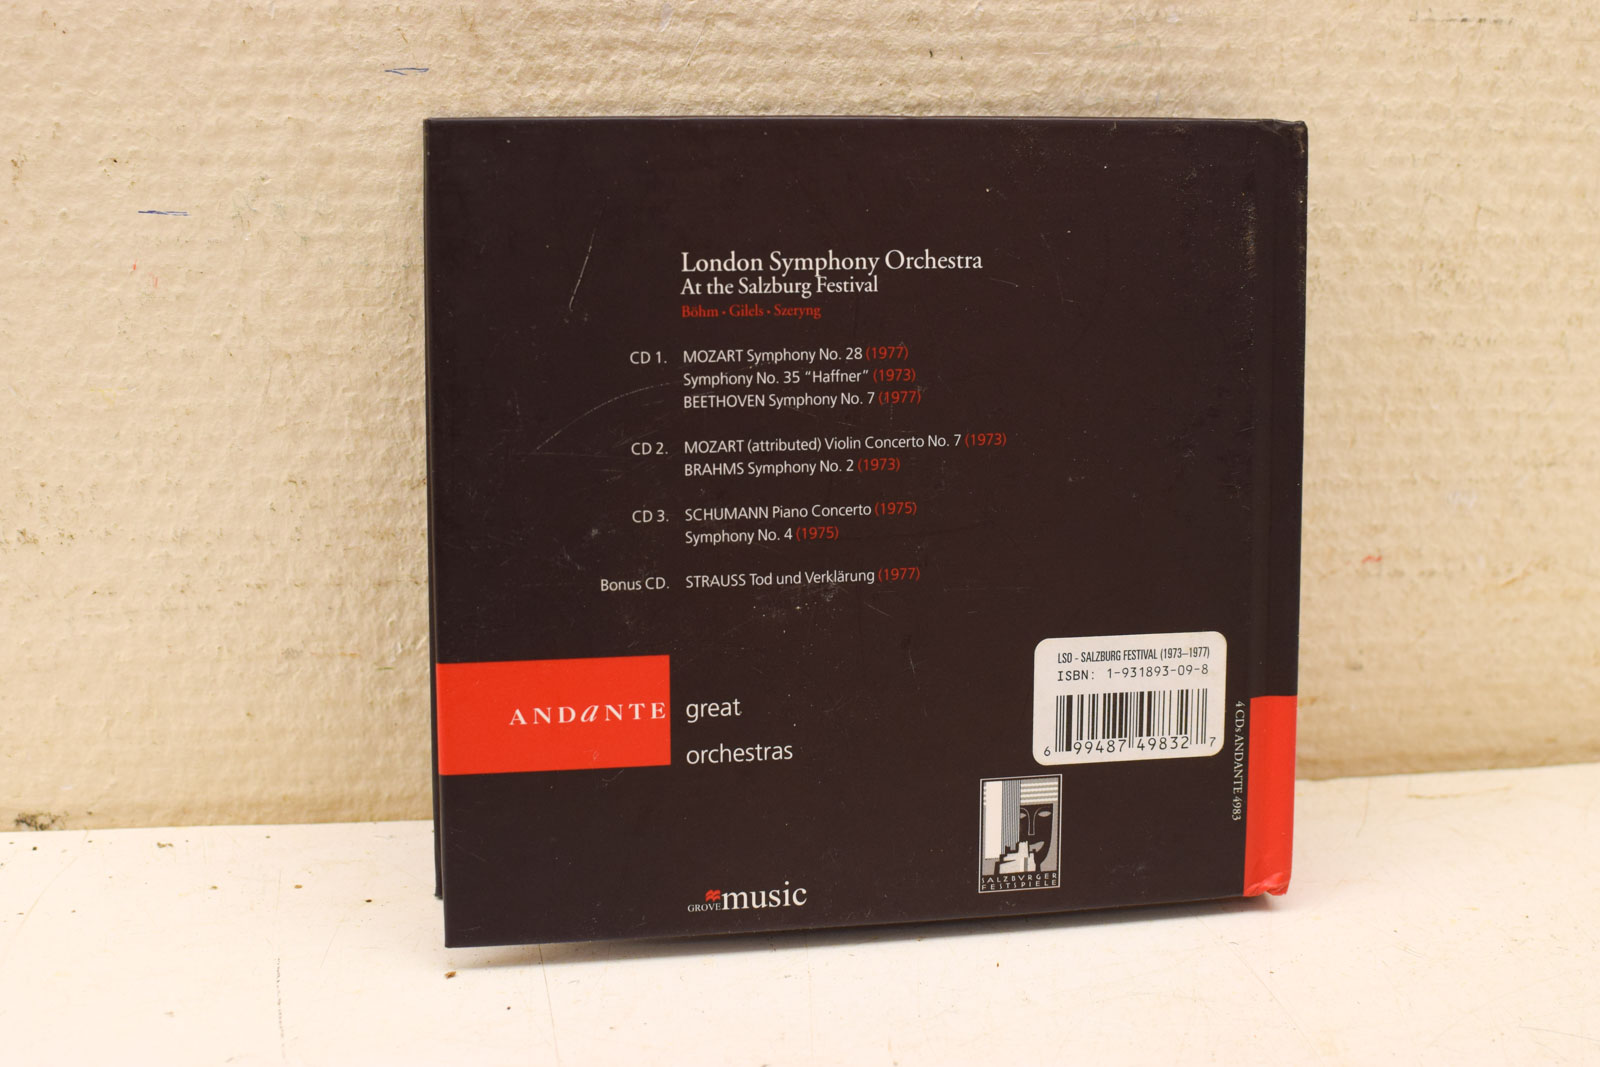 London Symphony Orchestra
At the Salzburg Festival
Böhm • Gilels • Szeryng
CD 1. MOZART Symphony No. 28 (1977)
Symphony No. 35 “Haffner” (1973)
BEETHOVEN Symphony No. 7 (1977)
CD 2. MOZART (attributed) Violin Concerto No. 7 (1973)
BRAHMS Symphony No. 2 (1973)
CD 3. SCHUMANN Piano Concerto (1975)
Symphony No. 4 (1975)
Bonus CD. STRAUSS Tod und Verklärung (1977)
LSO - SALZBURG FESTIVAL (1973–1977)
ISBN: 1-931893-09-8
6 99487 49832 7
ANDaNTE great
orchestras
4 CDs ANDANTE 4983
SALZBVRGER
FESTSPIELE
GROVEmusic